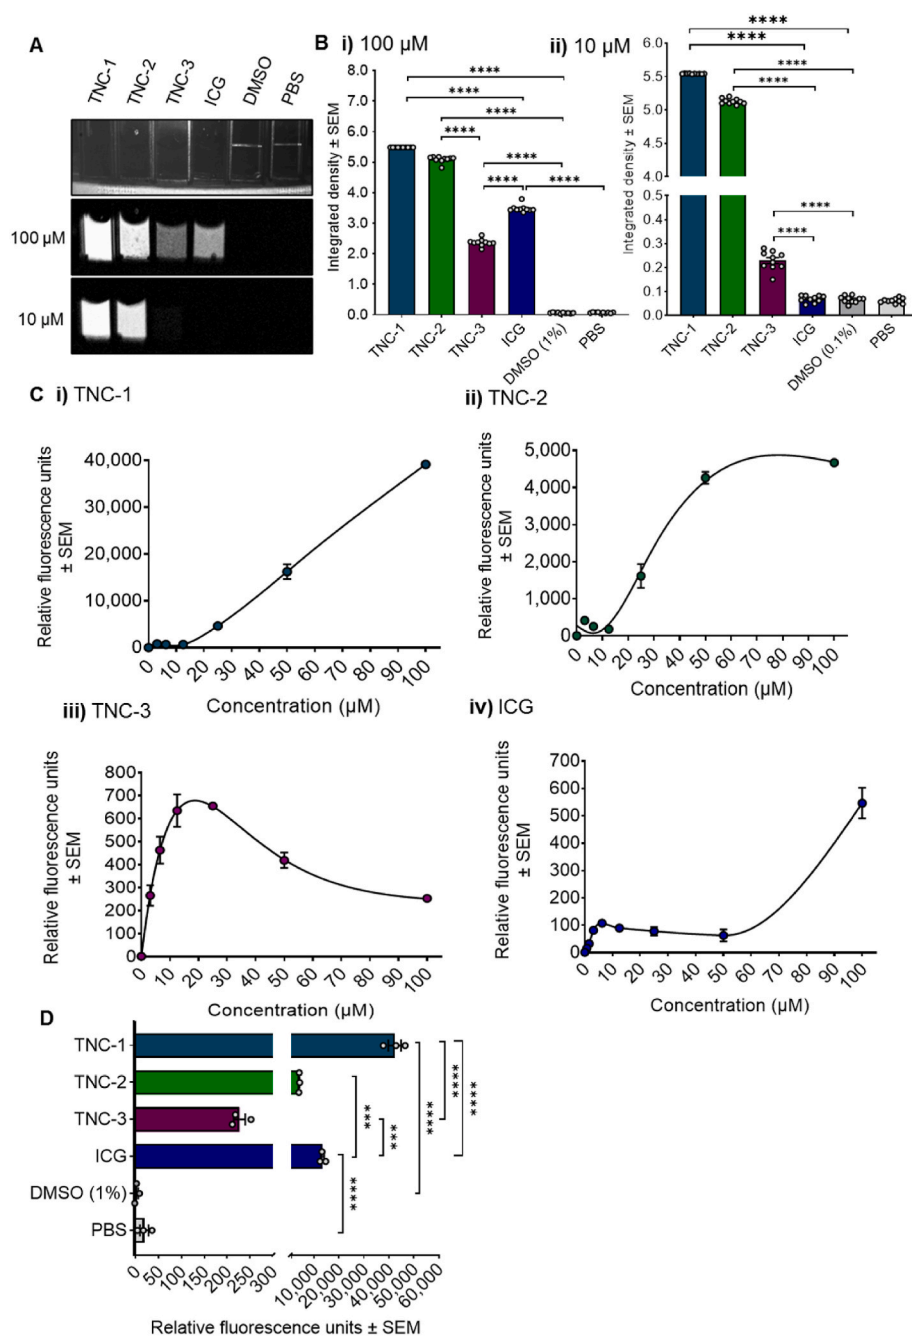 A
TNC-1
TNC-2
TNC-3
ICG
DMSO
PBS
100 µM
10 µM
B i) 100 µM
Integrated density ± SEM
8.0
7.0
6.0
5.0
4.0
3.0
2.0
1.0
0.0
****
****
****
****
****
****
****
TNC-1
TNC-2
TNC-3
ICG
DMSO (1%)
PBS
ii) 10 µM
Integrated density ± SEM
6.0
5.5
5.0
4.5
4.0
0.5
0.4
0.3
0.2
0.1
0.0
****
****
****
****
****
****
TNC-1
TNC-2
TNC-3
ICG
DMSO (0.1%)
PBS
C i) TNC-1
Relative fluorescence units
± SEM
40,000
30,000
20,000
10,000
0
0 10 20 30 40 50 60 70 80 90 100
Concentration (µM)
ii) TNC-2
Relative fluorescence units
± SEM
5,000
4,000
3,000
2,000
1,000
0
0 10 20 30 40 50 60 70 80 90 100
Concentration (µM)
iii) TNC-3
Relative fluorescence units
± SEM
800
700
600
500
400
300
200
100
0
0 10 20 30 40 50 60 70 80 90 100
Concentration (µM)
iv) ICG
Relative fluorescence units
± SEM
700
600
500
400
300
200
100
0
0 10 20 30 40 50 60 70 80 90 100
Concentration (µM)
D
TNC-1
TNC-2
TNC-3
ICG
DMSO (1%)
PBS
***
****
***
****
****
****
****
0 50 100 150 200 250 300 10,000 20,000 30,000 40,000 50,000 60,000
Relative fluorescence units ± SEM